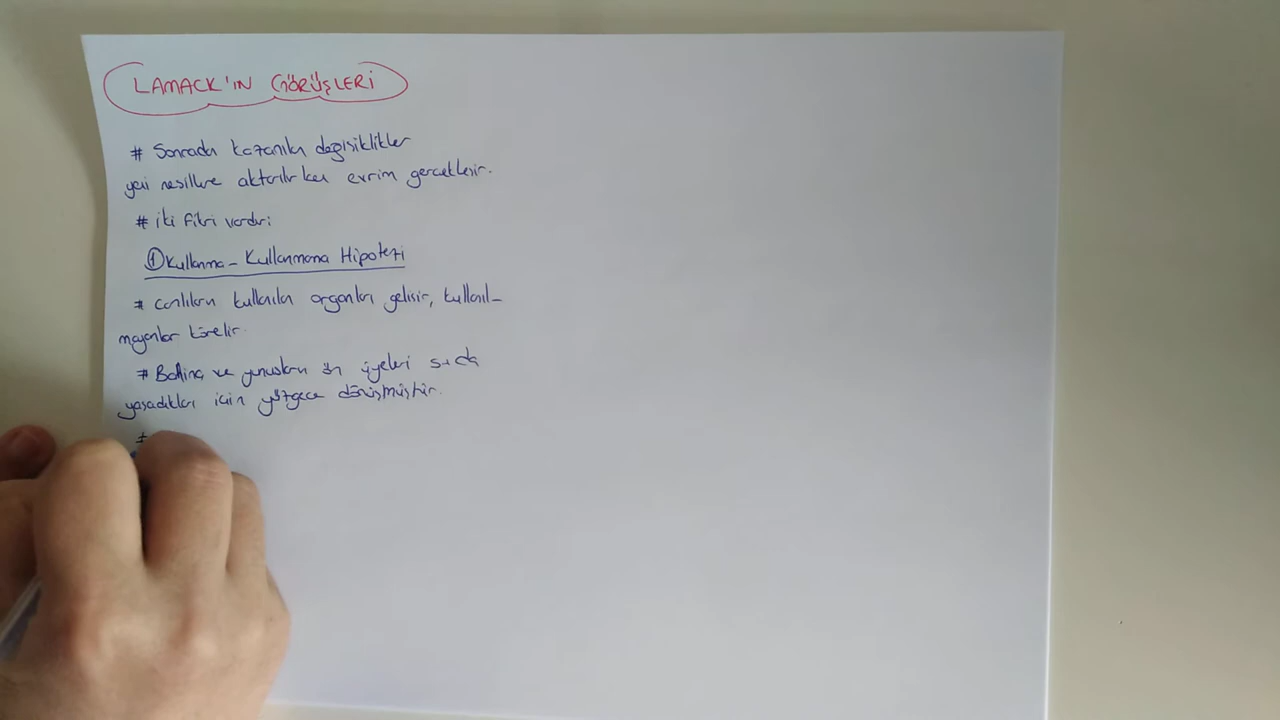 LAMACK'IN GÖRÜŞLERİ
# Sonradan kazanılan değişiklikler
yeni nesillere aktarılırken evrim gerçekleşir.
# İki fikri vardır:
① Kullanma - Kullanmama Hipotezi
# Canlıların kullanılan organları gelişir, kullanıl-
mayanlar körelir.
# Balina ve yunusların ön üyeleri suda
yaşadıkları için yüzgece dönüşmüştür.
#